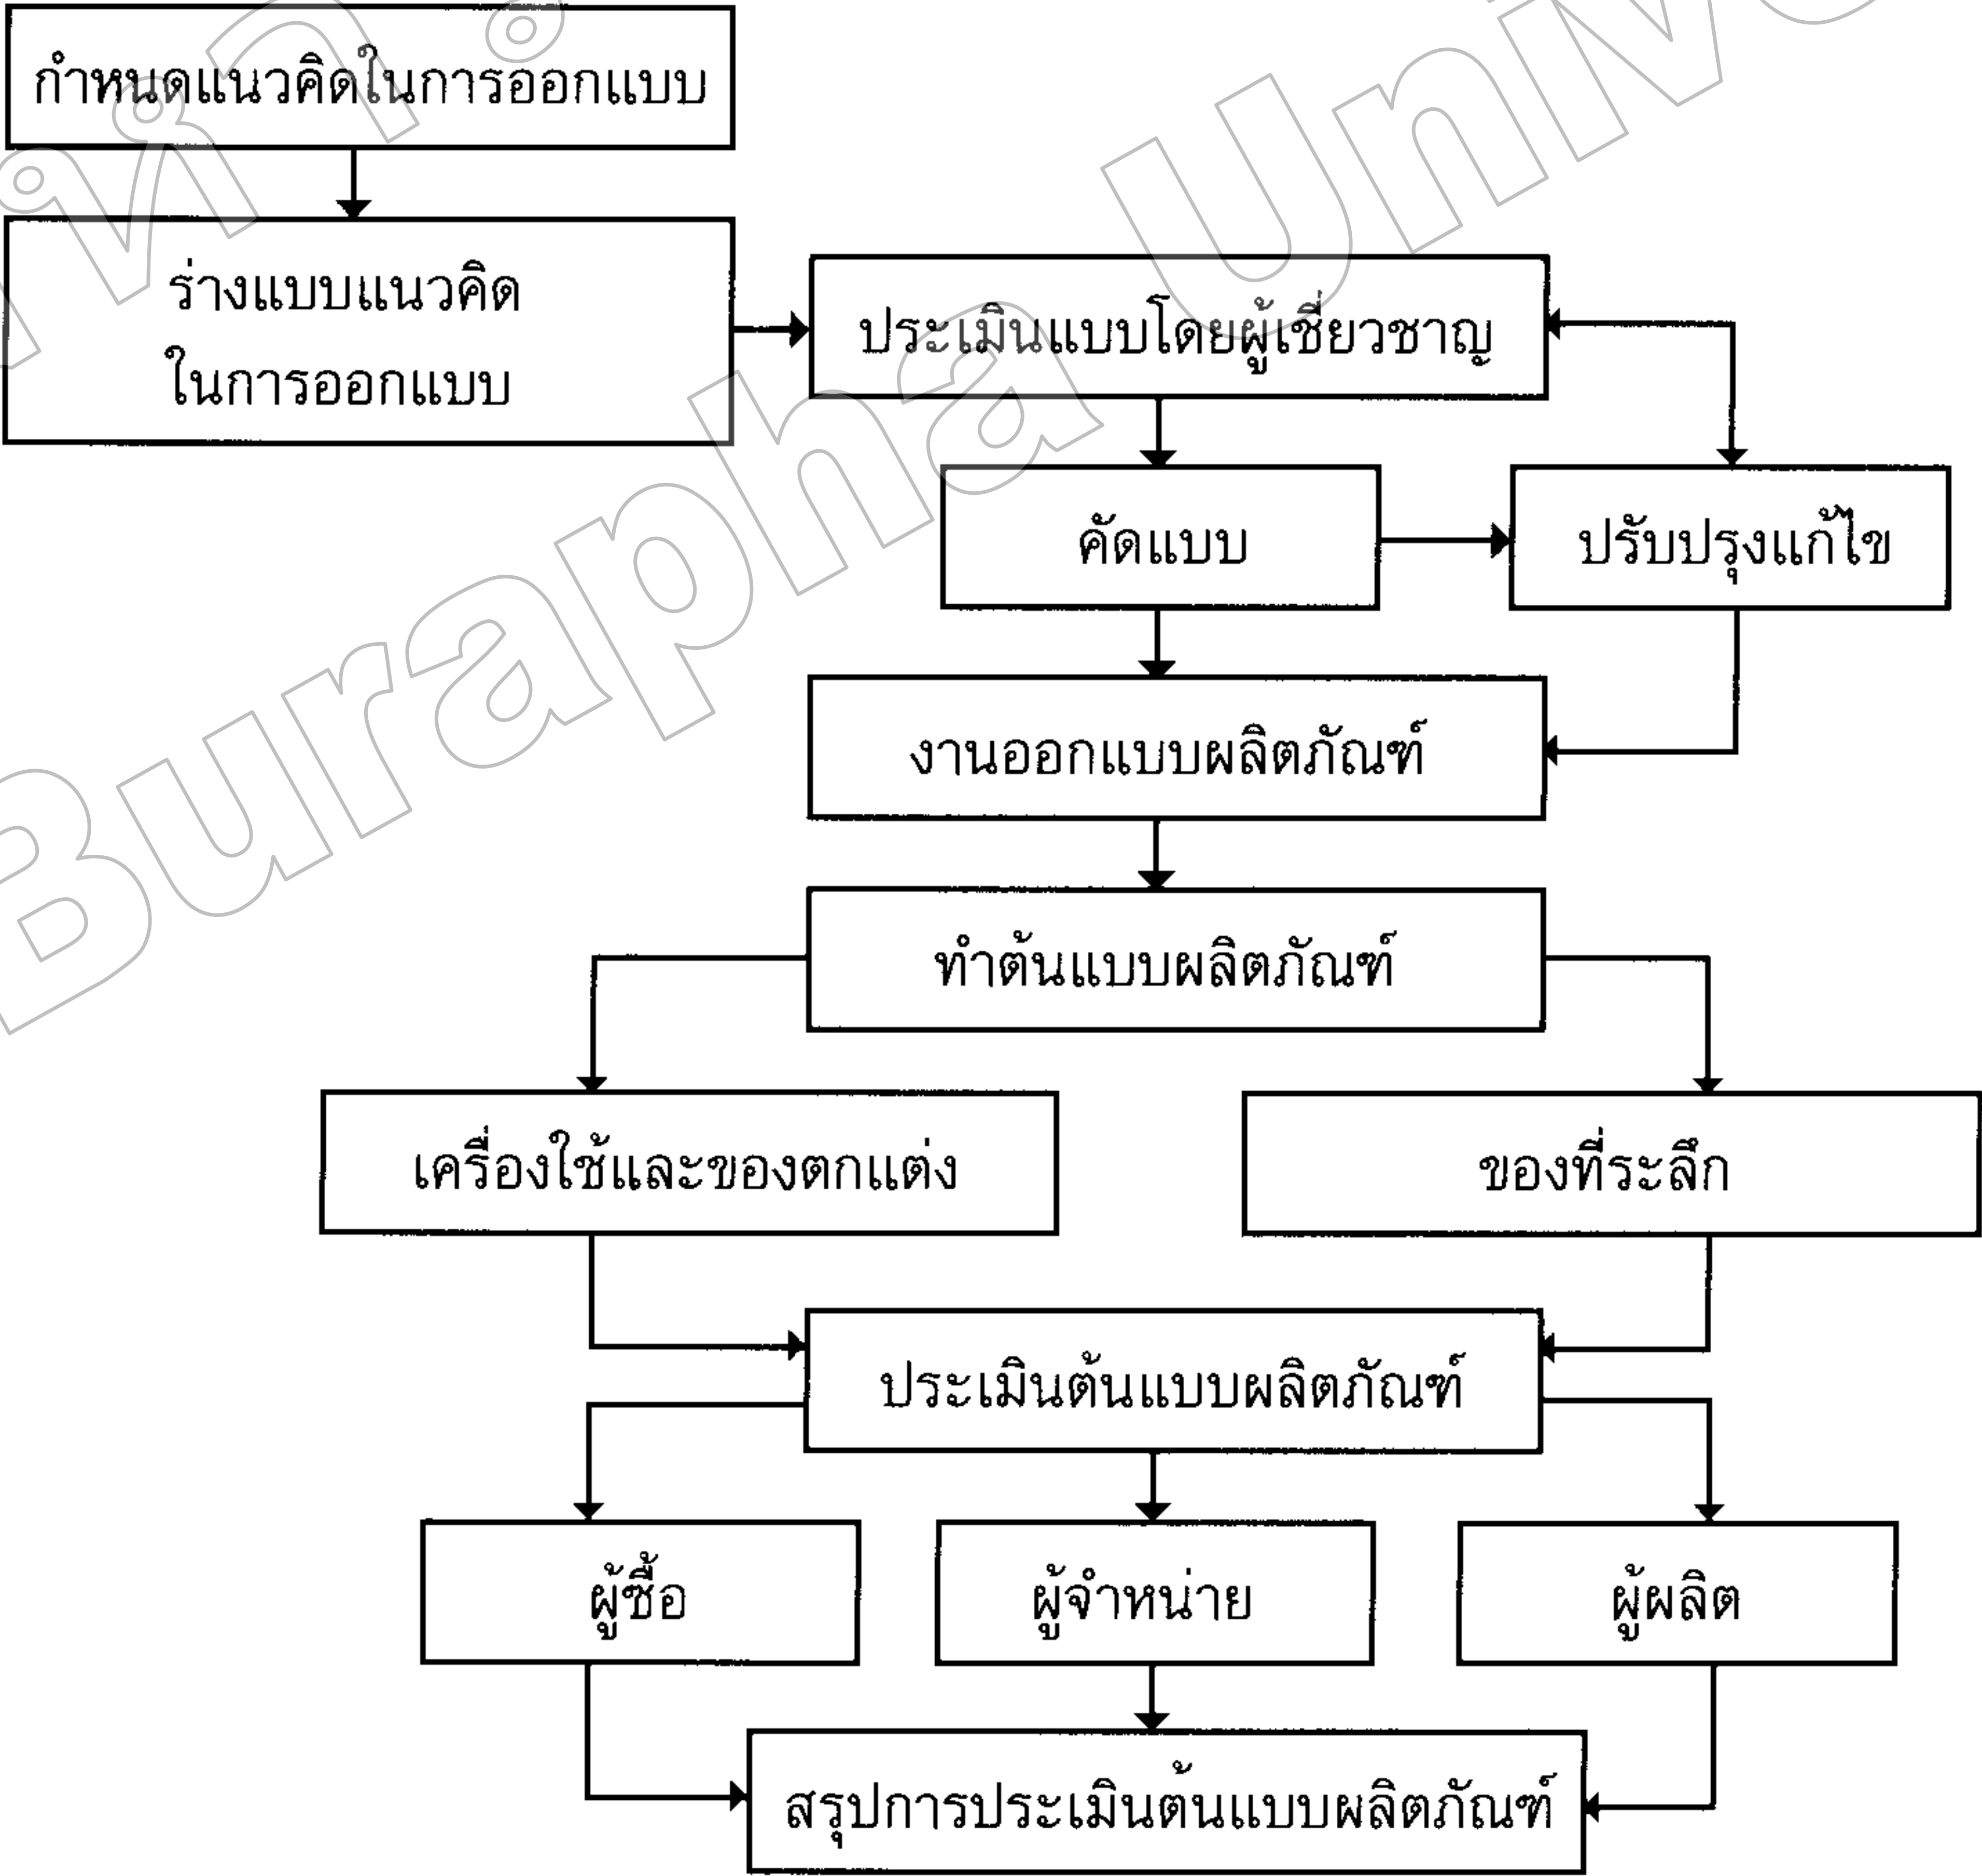 กำหนดแนวคิดในการออกแบบ
ร่างแบบแนวคิด
ในการออกแบบ
ประเมินแบบโดยผู้เชี่ยวชาญ
คัดแบบ
ปรับปรุงแก้ไข
งานออกแบบผลิตภัณฑ์
ทำต้นแบบผลิตภัณฑ์
เครื่องใช้และของตกแต่ง
ของที่ระลึก
ประเมินต้นแบบผลิตภัณฑ์
ผู้ซื้อ
ผู้จำหน่าย
ผู้ผลิต
สรุปการประเมินต้นแบบผลิตภัณฑ์
Burapha